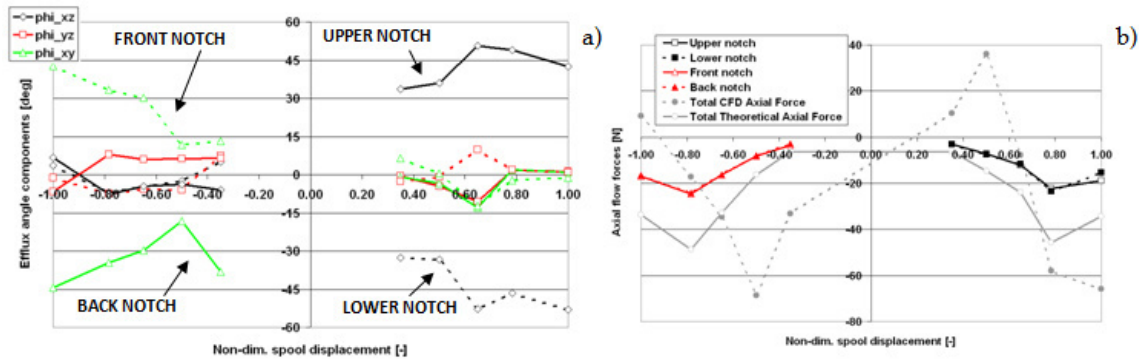 phi_xz
phi_yz
phi_xy
FRONT NOTCH
UPPER NOTCH
BACK NOTCH
LOWER NOTCH
60
45
30
15
0
-15
-30
-45
-60
-1.00 -0.80 -0.60 -0.40 -0.20 0.00 0.20 0.40 0.60 0.80 1.00
Efflux angle components [deg]
Non-dim. spool displacement [-]
a)
Upper notch
Lower notch
Front notch
Back notch
Total CFD Axial Force
Total Theoretical Axial Force
40
20
0
-20
-40
-60
-80
-1.00 -0.80 -0.60 -0.40 -0.20 0.00 0.20 0.40 0.60 0.80 1.00
Axial flow forces [N]
Non-dim. spool displacement [-]
b)